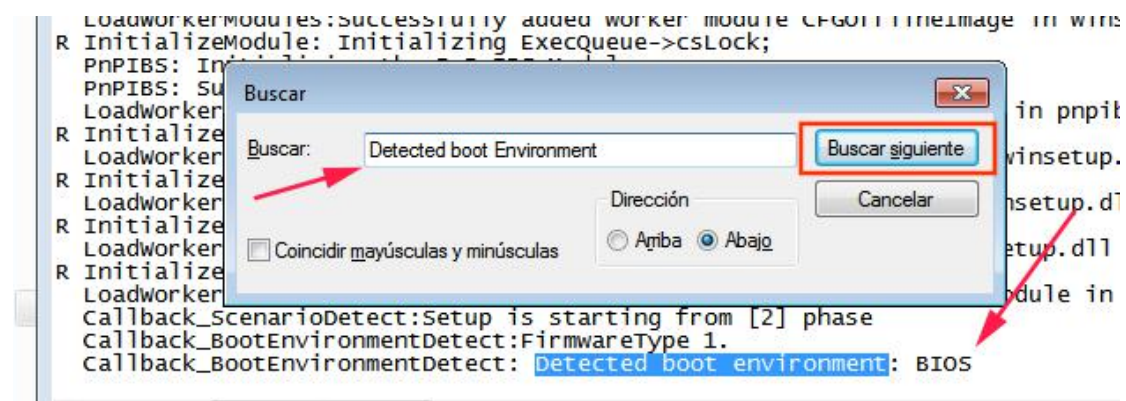 LoadWorkerModules:Successfully added worker module CFGOfflineImage in wins
R InitializeModule: Initializing ExecQueue->csLock;
PnPIBS: In
PnPIBS: Su
LoadWorker in pnpib
R Initialize
LoadWorker winsetup.
R Initialize
LoadWorker nsetup.dl
R Initialize
LoadWorker etup.dll
R Initialize
LoadWorker odule in
Callback_ScenarioDetect:Setup is starting from [2] phase
Callback_BootEnvironmentDetect:FirmwareType 1.
Callback_BootEnvironmentDetect: Detected boot environment: BIOS
Buscar
Buscar: Detected boot Environment Buscar siguiente
Dirección Cancelar
Coincidir mayúsculas y minúsculas Arriba Abajo